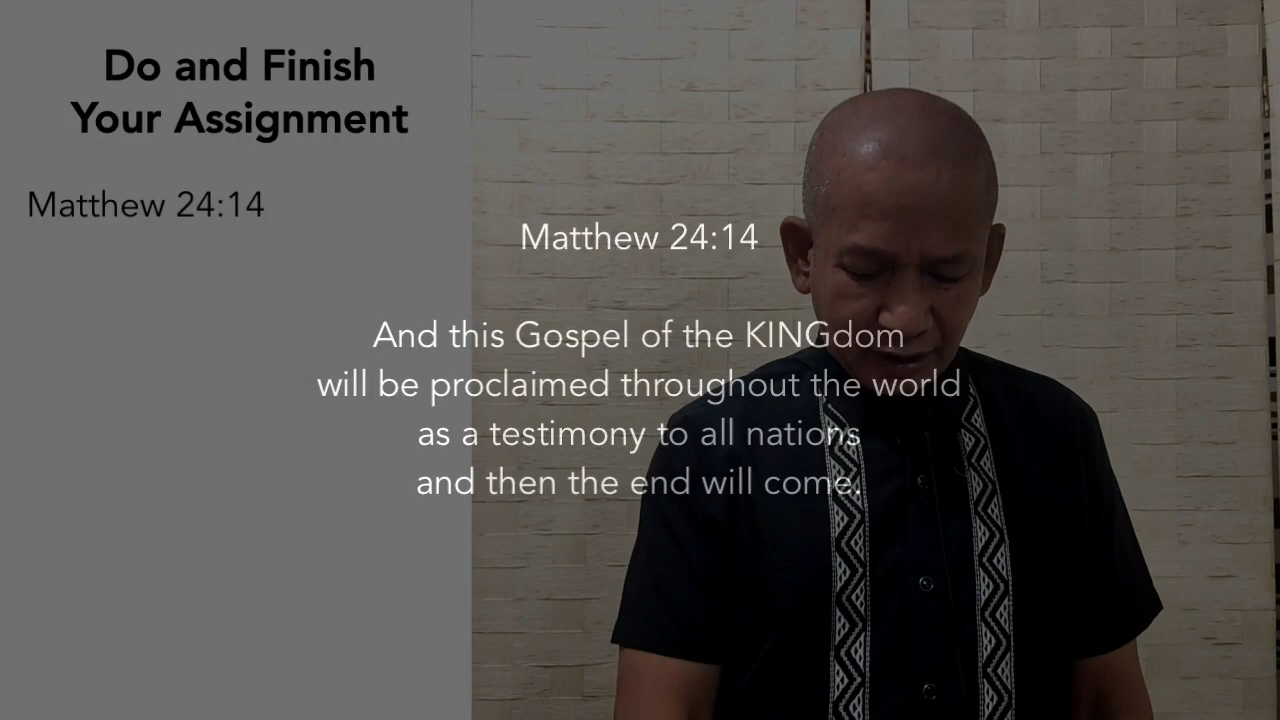 Do and Finish
Your Assignment
Matthew 24:14
Matthew 24:14
And this Gospel of the KINGdom
will be proclaimed throughout the world
as a testimony to all nations
and then the end will come.